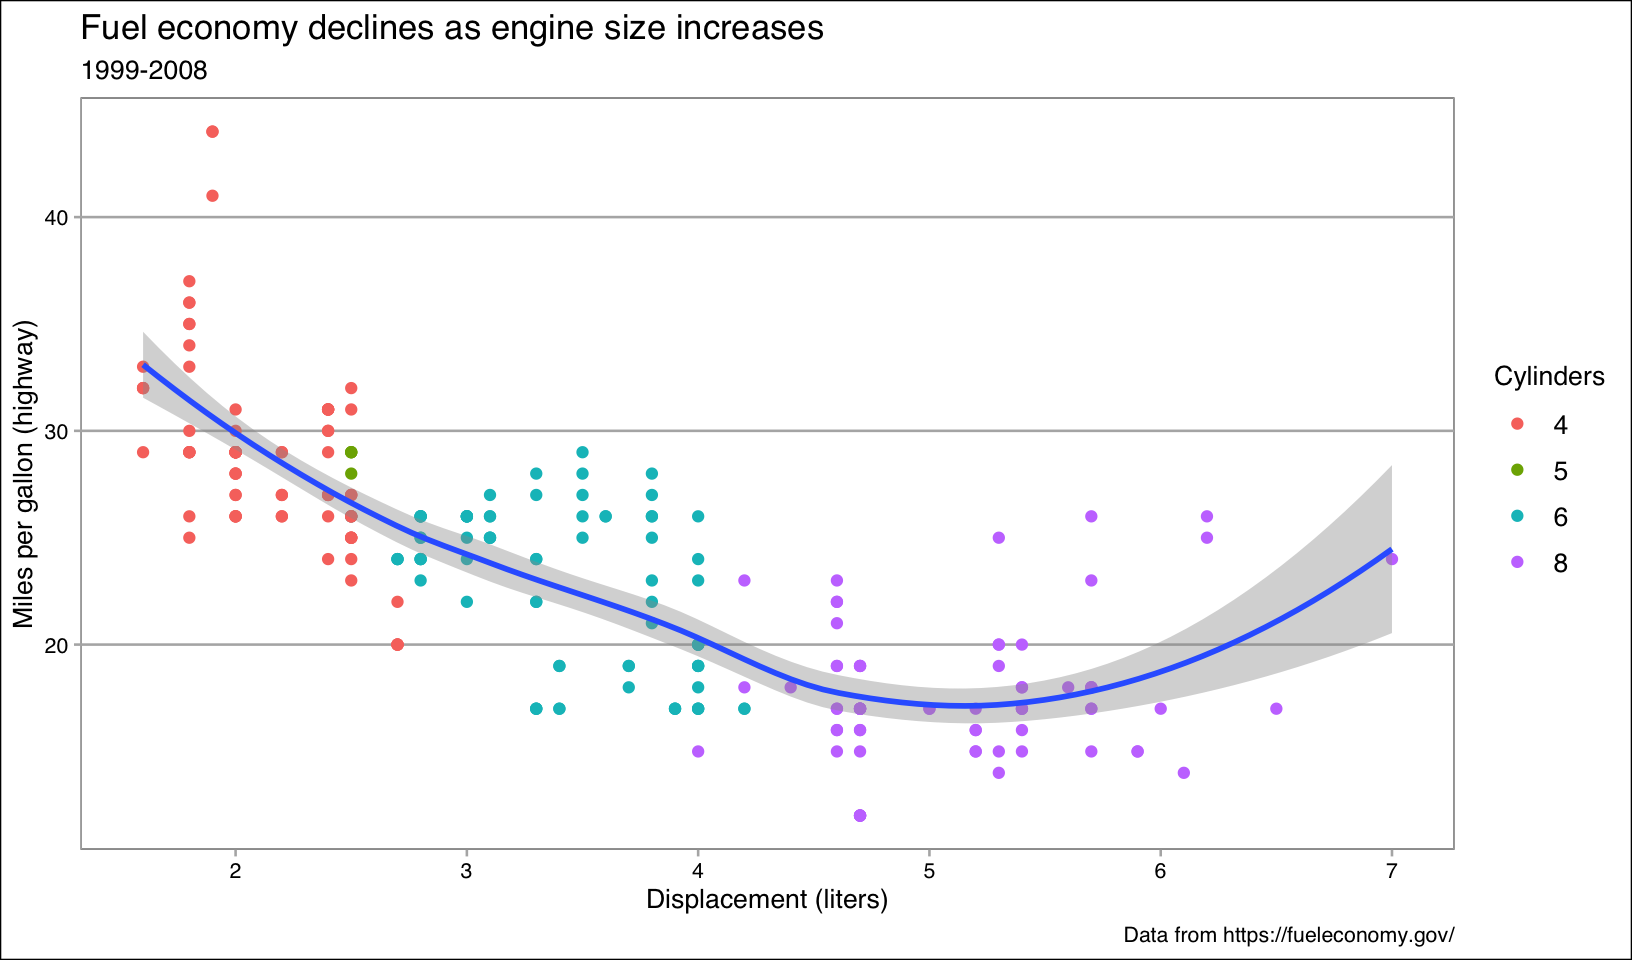 Fuel economy declines as engine size increases
1999-2008
40
30
20
Miles per gallon (highway)
2 3 4 5 6 7
Displacement (liters)
Cylinders
4
5
6
8
Data from https://fueleconomy.gov/